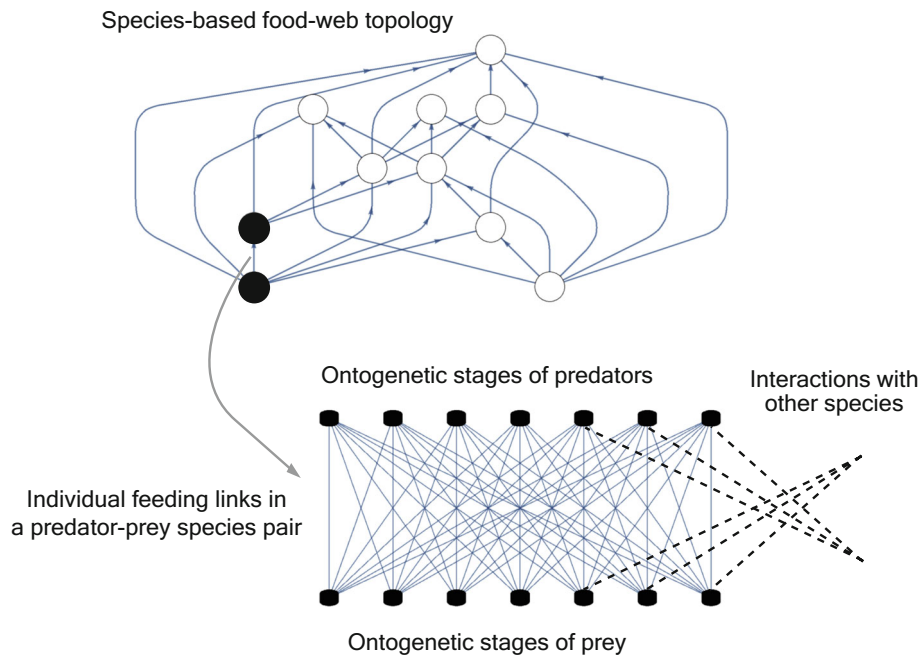 Species-based food-web topology
Ontogenetic stages of predators
Interactions with
other species
Individual feeding links in
a predator-prey species pair
Ontogenetic stages of prey